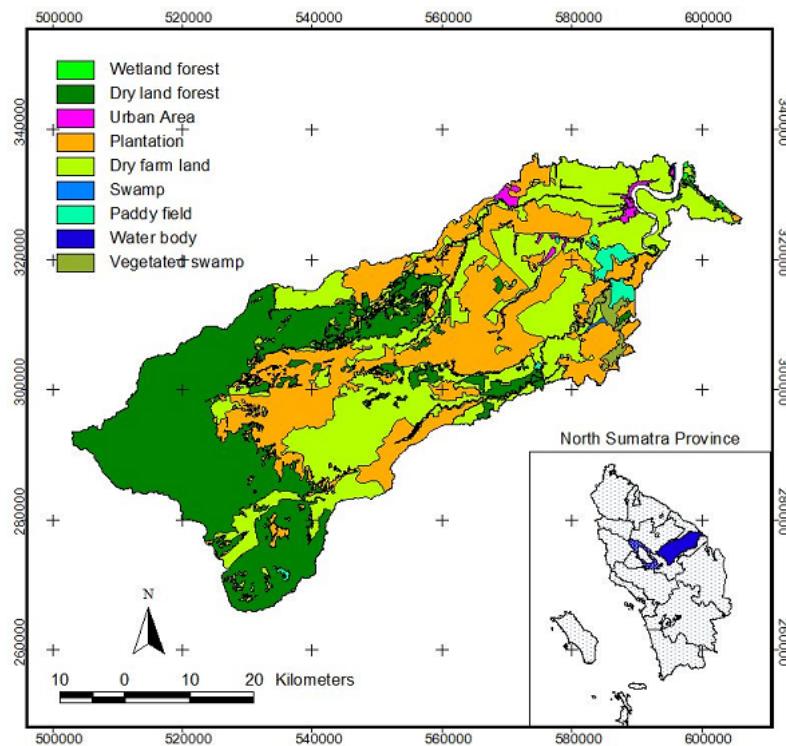 500000 520000 540000 560000 580000 600000
Wetland forest
Dry land forest
Urban Area
Plantation
Dry farm land
Swamp
Paddy field
Water body
Vegetated swamp
340000 340000
320000 320000
300000 300000
North Sumatra Province
280000 280000
N
260000 260000
10 0 10 20 Kilometers
500000 520000 540000 560000 580000 600000